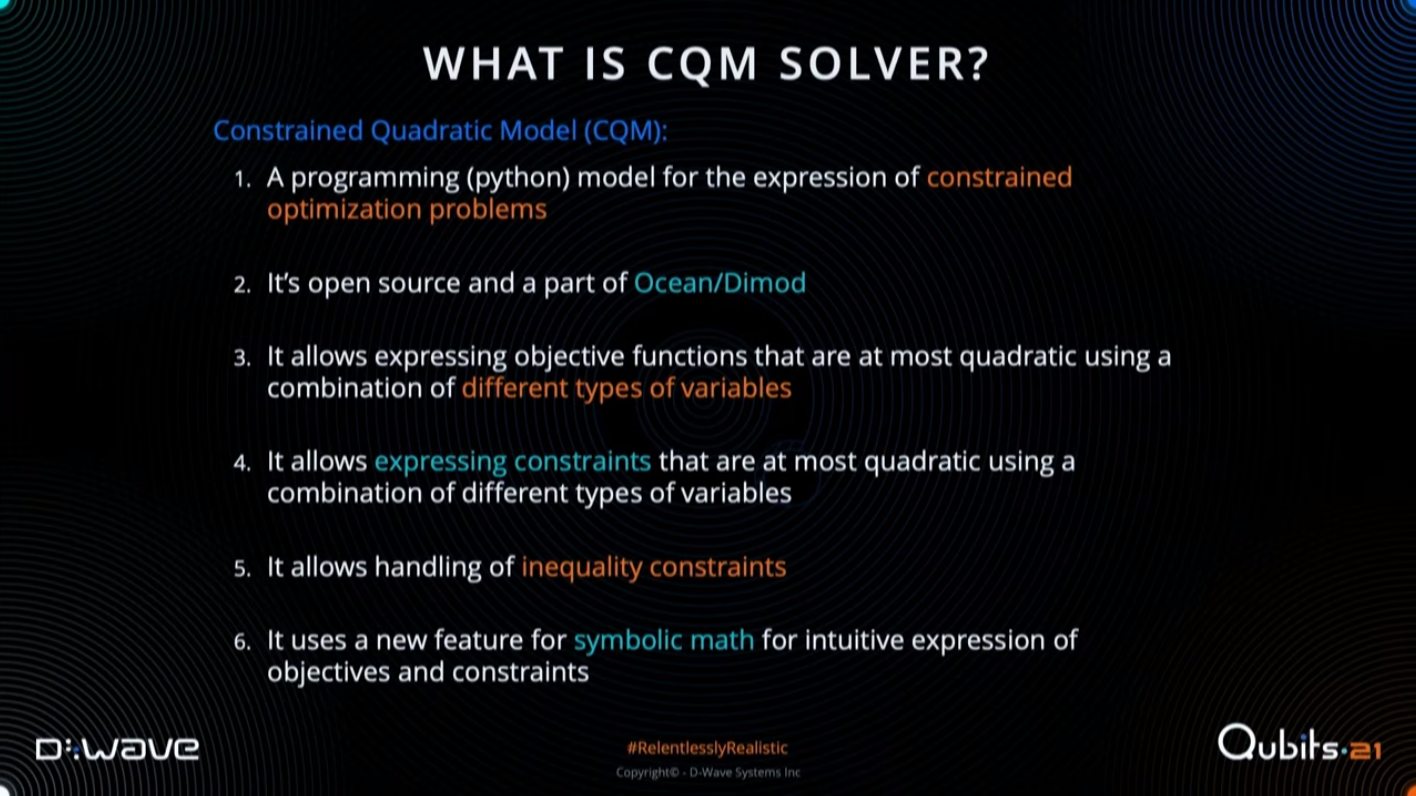 WHAT IS CQM SOLVER?
Constrained Quadratic Model (CQM):
1. A programming (python) model for the expression of constrained
optimization problems
2. It's open source and a part of Ocean/Dimod
3. It allows expressing objective functions that are at most quadratic using a
combination of different types of variables
4. It allows expressing constraints that are at most quadratic using a
combination of different types of variables
5. It allows handling of inequality constraints
6. It uses a new feature for symbolic math for intuitive expression of
objectives and constraints
D:WAVE
#RelentlesslyRealistic
Copyright© - D-Wave Systems Inc
Qubits·21